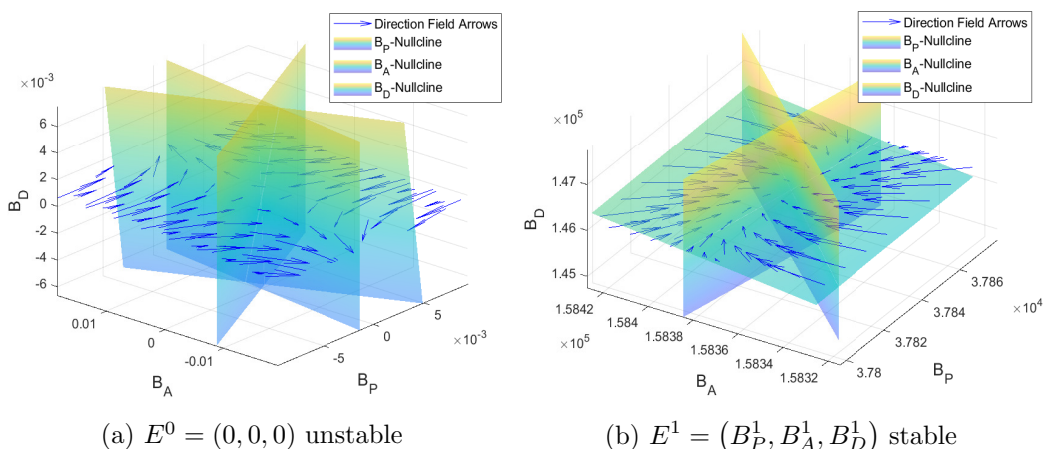 Direction Field Arrows
B_P-Nullcline
B_A-Nullcline
B_D-Nullcline
×10^-3
6
4
2
0
-2
-4
-6
B_D
0.01
0
-0.01
B_A
-5
0
5
×10^-3
B_P
(a) E^0 = (0, 0, 0) unstable
Direction Field Arrows
B_P-Nullcline
B_A-Nullcline
B_D-Nullcline
×10^5
1.47
1.46
1.45
B_D
1.5842
1.584
1.5838
1.5836
1.5834
1.5832
×10^5
B_A
3.78
3.782
3.784
3.786
×10^4
B_P
(b) E^1 = (B_P^1, B_A^1, B_D^1) stable